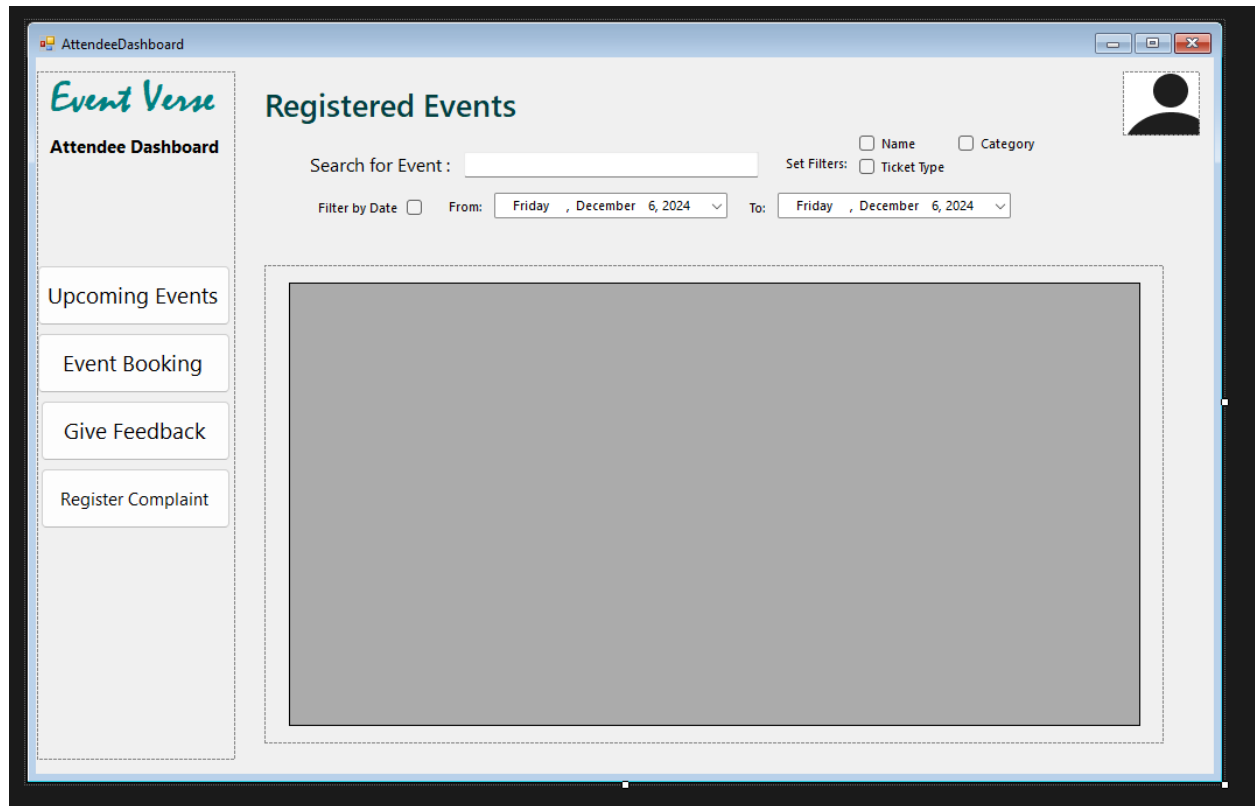 AttendeeDashboard
Event Verse
Attendee Dashboard
Registered Events
Name
Category
Search for Event :
Set Filters:
Ticket Type
Filter by Date
From:
Friday , December 6, 2024
To:
Friday , December 6, 2024
Upcoming Events
Event Booking
Give Feedback
Register Complaint